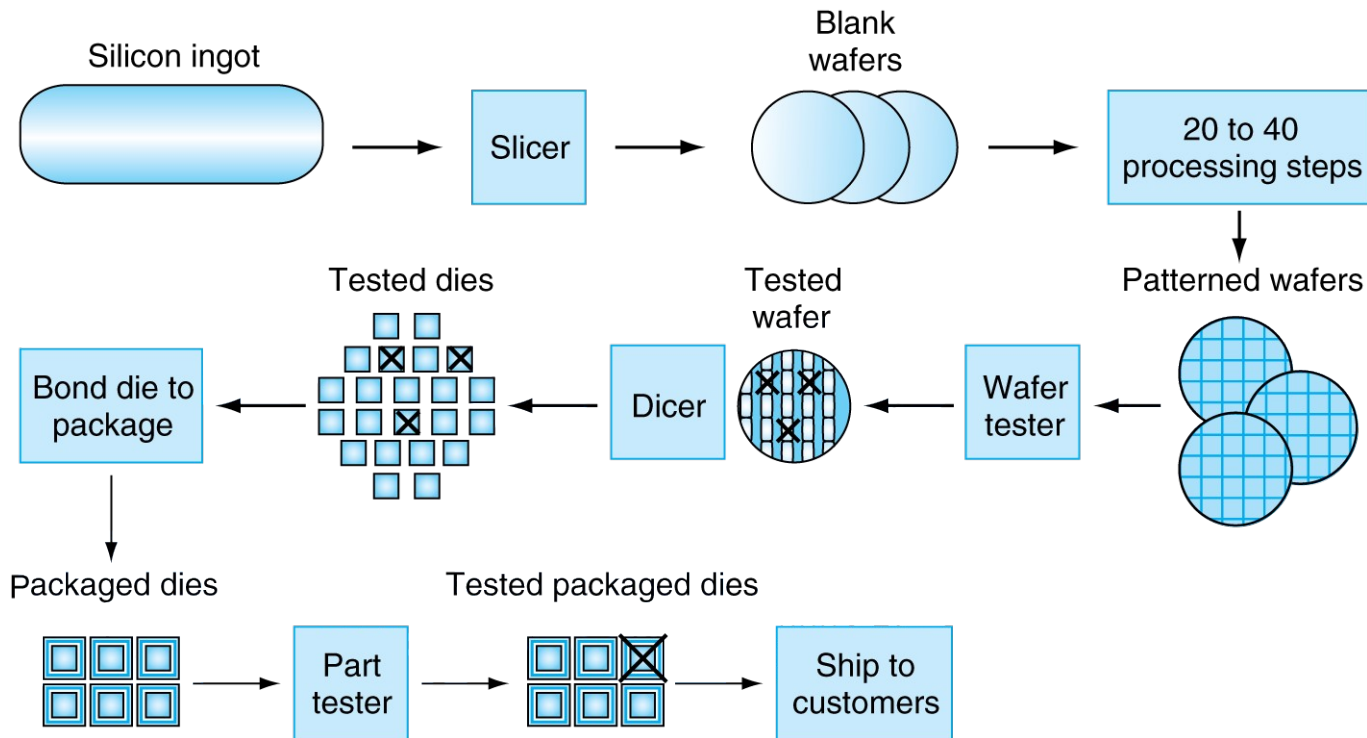 Silicon ingot
Slicer
Blank
wafers
20 to 40
processing steps
Tested dies
Tested
wafer
Patterned wafers
Bond die to
package
Dicer
Wafer
tester
Packaged dies
Tested packaged dies
Part
tester
Ship to
customers